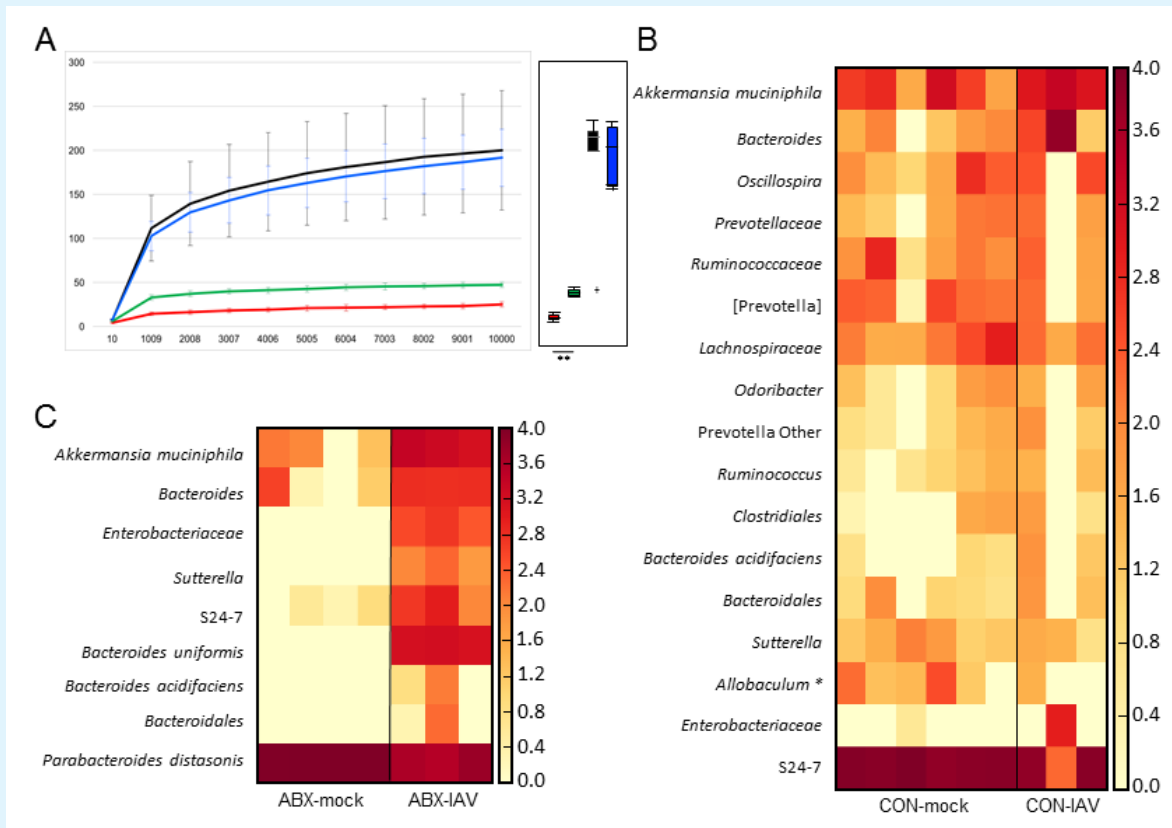 A
300
250
200
150
100
50
0
10 1009 2008 3007 4006 5005 6004 7003 8002 9001 10000
**
B
Akkermansia muciniphila
Bacteroides
Oscillospira
Prevotellaceae
Ruminococcaceae
[Prevotella]
Lachnospiraceae
Odoribacter
Prevotella Other
Ruminococcus
Clostridiales
Bacteroides acidifaciens
Bacteroidales
Sutterella
Allobaculum *
Enterobacteriaceae
S24-7
CON-mock CON-IAV
4.0
3.6
3.2
2.8
2.4
2.0
1.6
1.2
0.8
0.4
0.0
C
Akkermansia muciniphila
Bacteroides
Enterobacteriaceae
Sutterella
S24-7
Bacteroides uniformis
Bacteroides acidifaciens
Bacteroidales
Parabacteroides distasonis
ABX-mock ABX-IAV
4.0
3.6
3.2
2.8
2.4
2.0
1.6
1.2
0.8
0.4
0.0